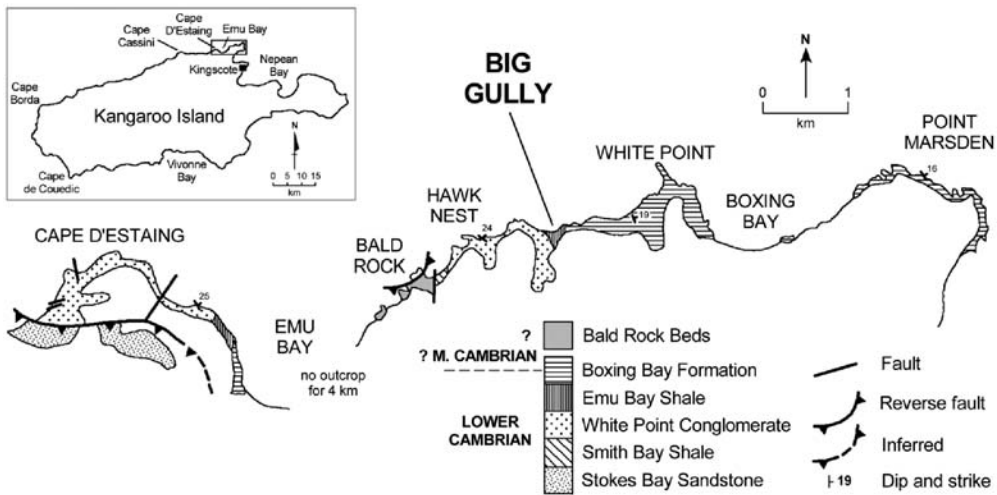 Cape
D'Estaing
Emu Bay
Cape
Cassini
Kingscote
Nepean
Bay
Cape
Borda
Kangaroo Island
N
Cape
de Couedic
Vivonne
Bay
0 5 10 15
km
BIG
GULLY
N
0 1
km
POINT
MARSDEN
16
WHITE POINT
19
BOXING
BAY
HAWK
NEST
24
BALD
ROCK
CAPE D'ESTAING
25
EMU
BAY
no outcrop
for 4 km
?
? M. CAMBRIAN
LOWER
CAMBRIAN
Bald Rock Beds
Boxing Bay Formation
Emu Bay Shale
White Point Conglomerate
Smith Bay Shale
Stokes Bay Sandstone
Fault
Reverse fault
Inferred
19 Dip and strike